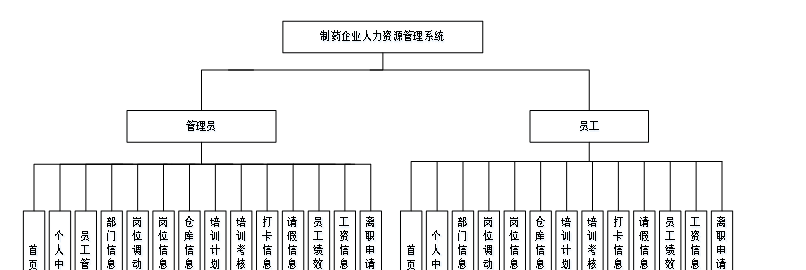 制药企业人力资源管理系统
管理员
员工
首页
个人中
员工管
部门信息
岗位调动
岗位信息
仓库信息
培训计划
培训考核
打卡信息
请假信息
员工绩效
工资信息
离职申请
首页
个人中
部门信息
岗位调动
岗位信息
仓库信息
培训计划
培训考核
打卡信息
请假信息
员工绩效
工资信息
离职申请